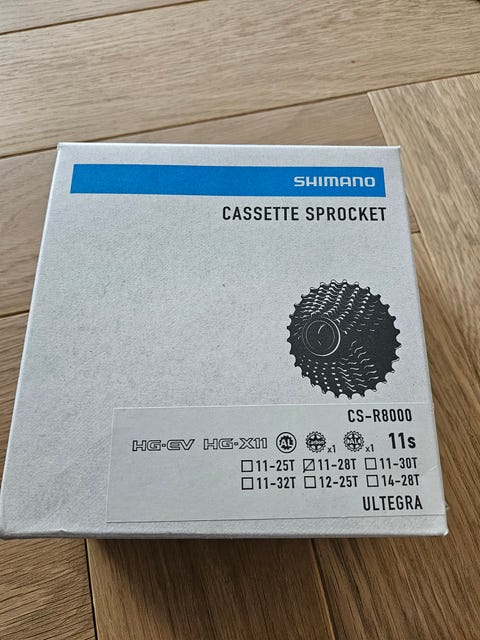 SHIMANO
CASSETTE SPROCKET
CS-R8000
HG-EV HG-X11 AL x1 x1 11s
☐11-25T ☑11-28T ☐11-30T
☐11-32T ☐12-25T ☐14-28T
ULTEGRA